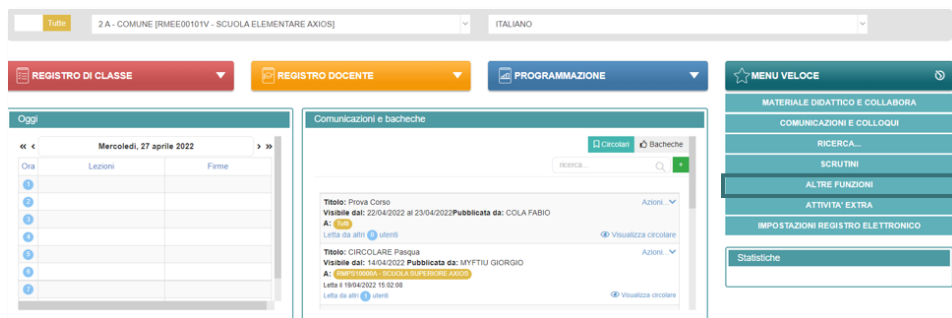 Tutte
2 A - COMUNE [RMEE00101V - SCUOLA ELEMENTARE AXIOS]
ITALIANO
REGISTRO DI CLASSE
REGISTRO DOCENTE
PROGRAMMAZIONE
MENU VELOCE
MATERIALE DIDATTICO E COLLABORA
COMUNICAZIONI E COLLOQUI
RICERCA...
SCRUTINI
ALTRE FUNZIONI
ATTIVITA' EXTRA
IMPOSTAZIONI REGISTRO ELETTRONICO
Statistiche
Oggi
« ‹ Mercoledì, 27 aprile 2022 › »
Ora Lezioni Firme
1
2
3
4
5
6
7
Comunicazioni e bacheche
Circolari Bacheche
ricerca... +
Titolo: Prova Corso Azioni...
Visibile dal: 22/04/2022 al 23/04/2022Pubblicata da: COLA FABIO
A: Tutti
Letta da altri 0 utenti Visualizza circolare
Titolo: CIRCOLARE Pasqua Azioni...
Visibile dal: 14/04/2022 Pubblicata da: MYFTIU GIORGIO
A: RMPS10000A - SCUOLA SUPERIORE AXIOS
Letta il 19/04/2022 15:02:08
Letta da altri 1 utenti Visualizza circolare